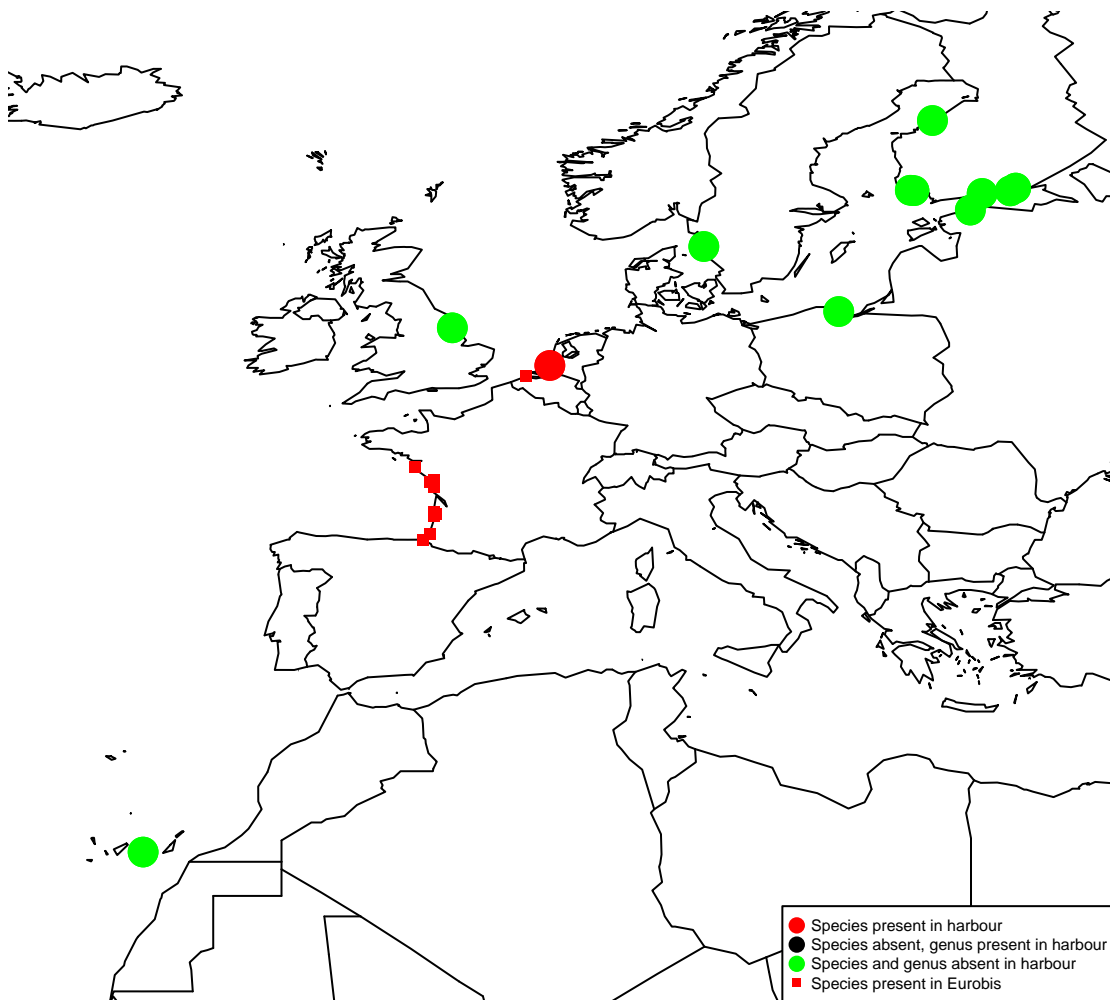 Species present in harbour
Species absent, genus present in harbour
Species and genus absent in harbour
Species present in Eurobis